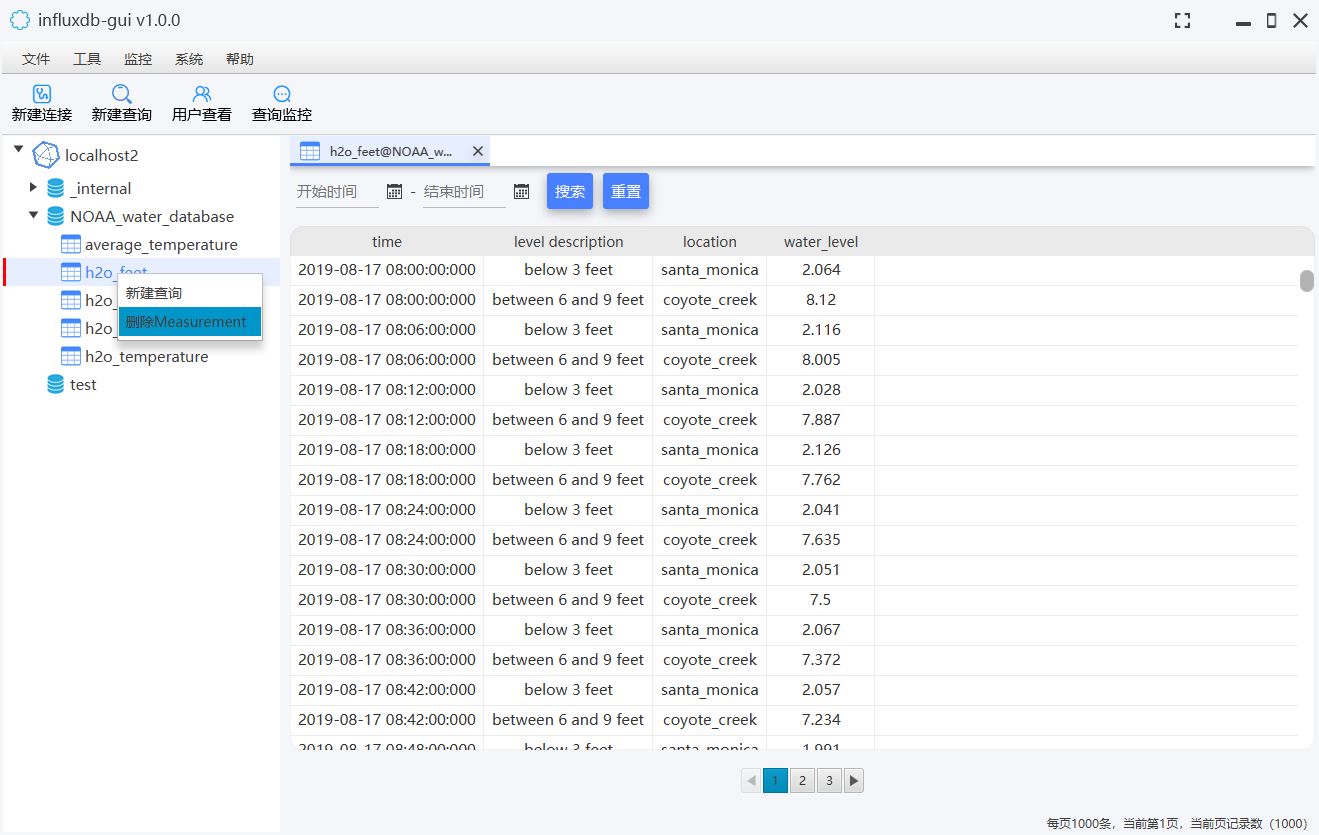 influxdb-gui v1.0.0
文件 工具 监控 系统 帮助
新建连接 新建查询 用户查看 查询监控
localhost2
_internal
NOAA_water_database
average_temperature
h2o_feet
h2o_
h2o_
h2o_temperature
test
新建查询
删除Measurement
h2o_feet@NOAA_w...
开始时间 - 结束时间 搜索 重置
time level description location water_level
2019-08-17 08:00:00:000 below 3 feet santa_monica 2.064
2019-08-17 08:00:00:000 between 6 and 9 feet coyote_creek 8.12
2019-08-17 08:06:00:000 below 3 feet santa_monica 2.116
2019-08-17 08:06:00:000 between 6 and 9 feet coyote_creek 8.005
2019-08-17 08:12:00:000 below 3 feet santa_monica 2.028
2019-08-17 08:12:00:000 between 6 and 9 feet coyote_creek 7.887
2019-08-17 08:18:00:000 below 3 feet santa_monica 2.126
2019-08-17 08:18:00:000 between 6 and 9 feet coyote_creek 7.762
2019-08-17 08:24:00:000 below 3 feet santa_monica 2.041
2019-08-17 08:24:00:000 between 6 and 9 feet coyote_creek 7.635
2019-08-17 08:30:00:000 below 3 feet santa_monica 2.051
2019-08-17 08:30:00:000 between 6 and 9 feet coyote_creek 7.5
2019-08-17 08:36:00:000 below 3 feet santa_monica 2.067
2019-08-17 08:36:00:000 between 6 and 9 feet coyote_creek 7.372
2019-08-17 08:42:00:000 below 3 feet santa_monica 2.057
2019-08-17 08:42:00:000 between 6 and 9 feet coyote_creek 7.234
2019-08-17 08:48:00:000 below 3 feet santa_monica 1.991
1 2 3
每页1000条，当前第1页，当前页记录数（1000）